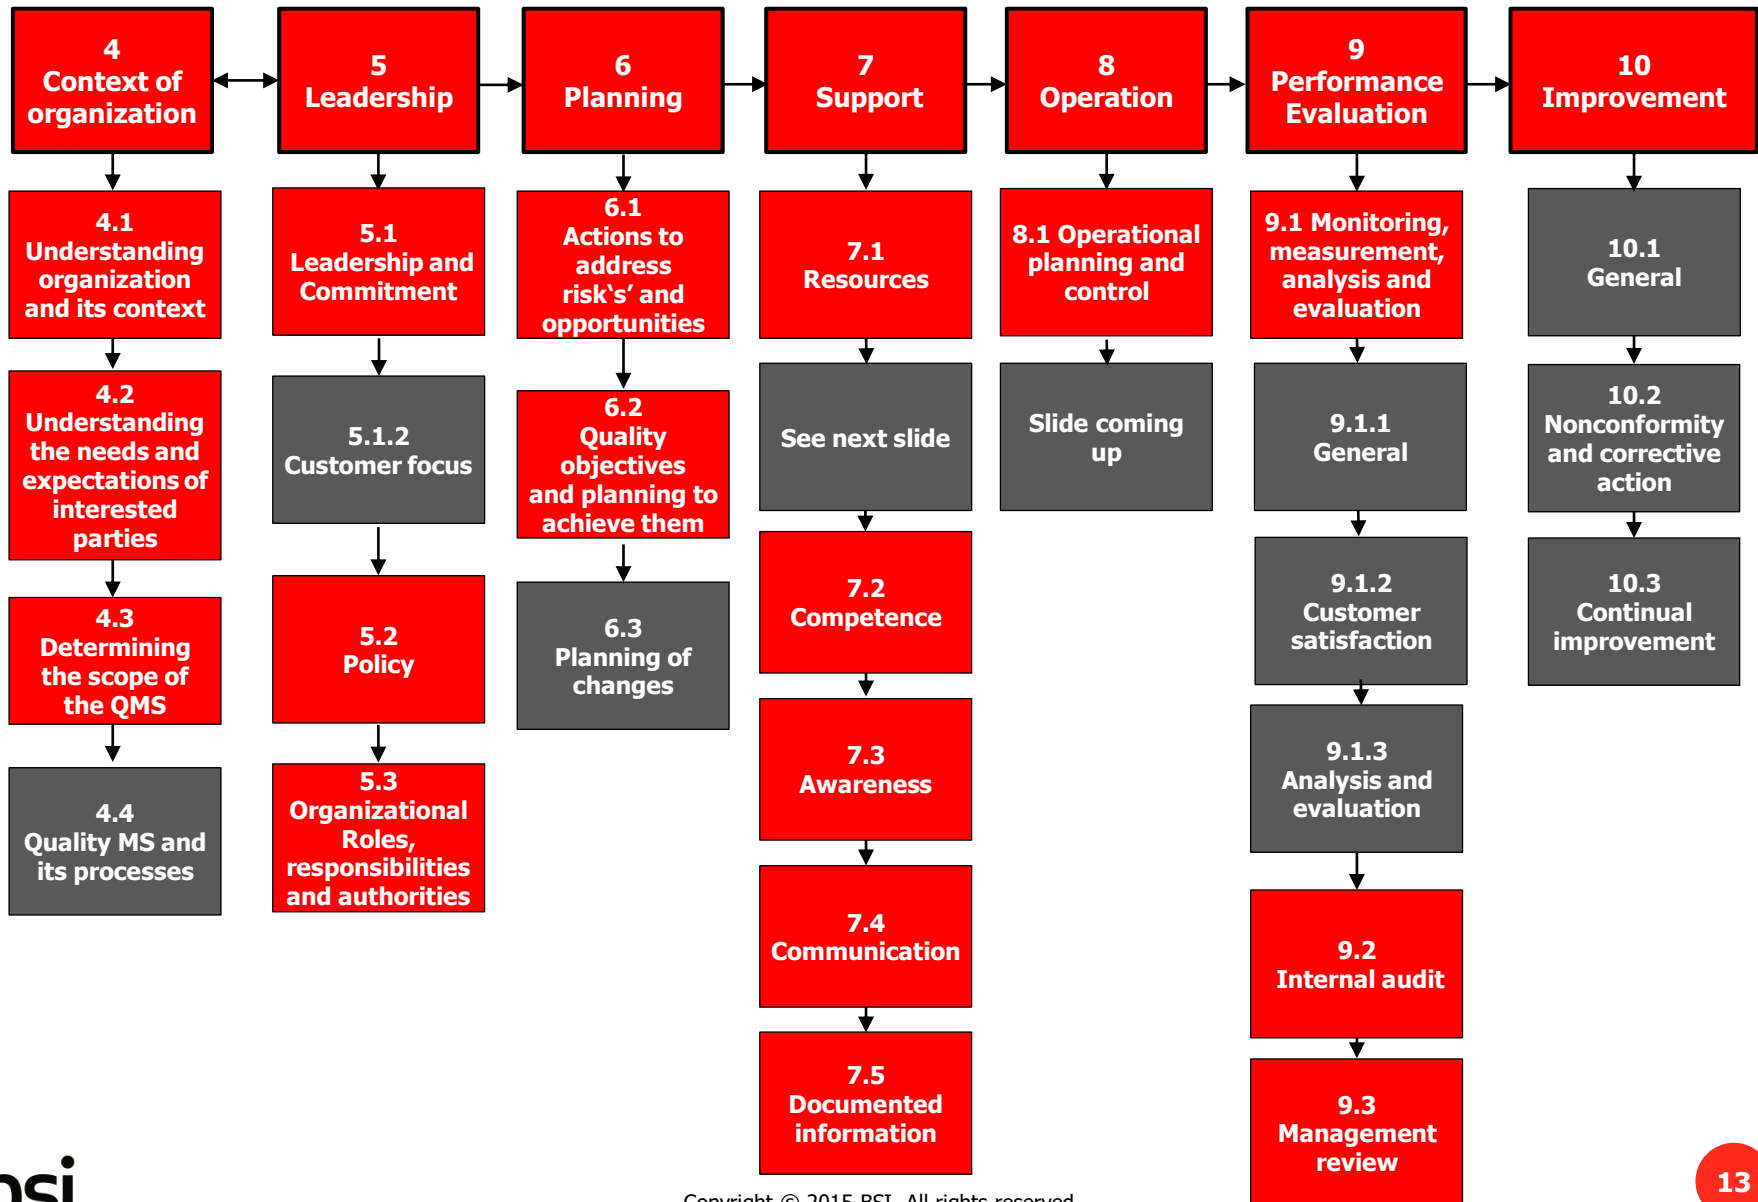 4
Context of
organization
5
Leadership
6
Planning
7
Support
8
Operation
9
Performance
Evaluation
10
Improvement
4.1
Understanding
organization
and its context
4.2
Understanding
the needs and
expectations of
interested
parties
4.3
Determining
the scope of
the QMS
4.4
Quality MS and
its processes
5.1
Leadership and
Commitment
5.1.2
Customer focus
5.2
Policy
5.3
Organizational
Roles,
responsibilities
and authorities
6.1
Actions to
address
risk‘s’ and
opportunities
6.2
Quality
objectives
and planning to
achieve them
6.3
Planning of
changes
7.1
Resources
See next slide
7.2
Competence
7.3
Awareness
7.4
Communication
7.5
Documented
information
8.1 Operational
planning and
control
Slide coming
up
9.1 Monitoring,
measurement,
analysis and
evaluation
9.1.1
General
9.1.2
Customer
satisfaction
9.1.3
Analysis and
evaluation
9.2
Internal audit
9.3
Management
review
10.1
General
10.2
Nonconformity
and corrective
action
10.3
Continual
improvement
bsi
Copyright © 2015 BSI. All rights reserved
13